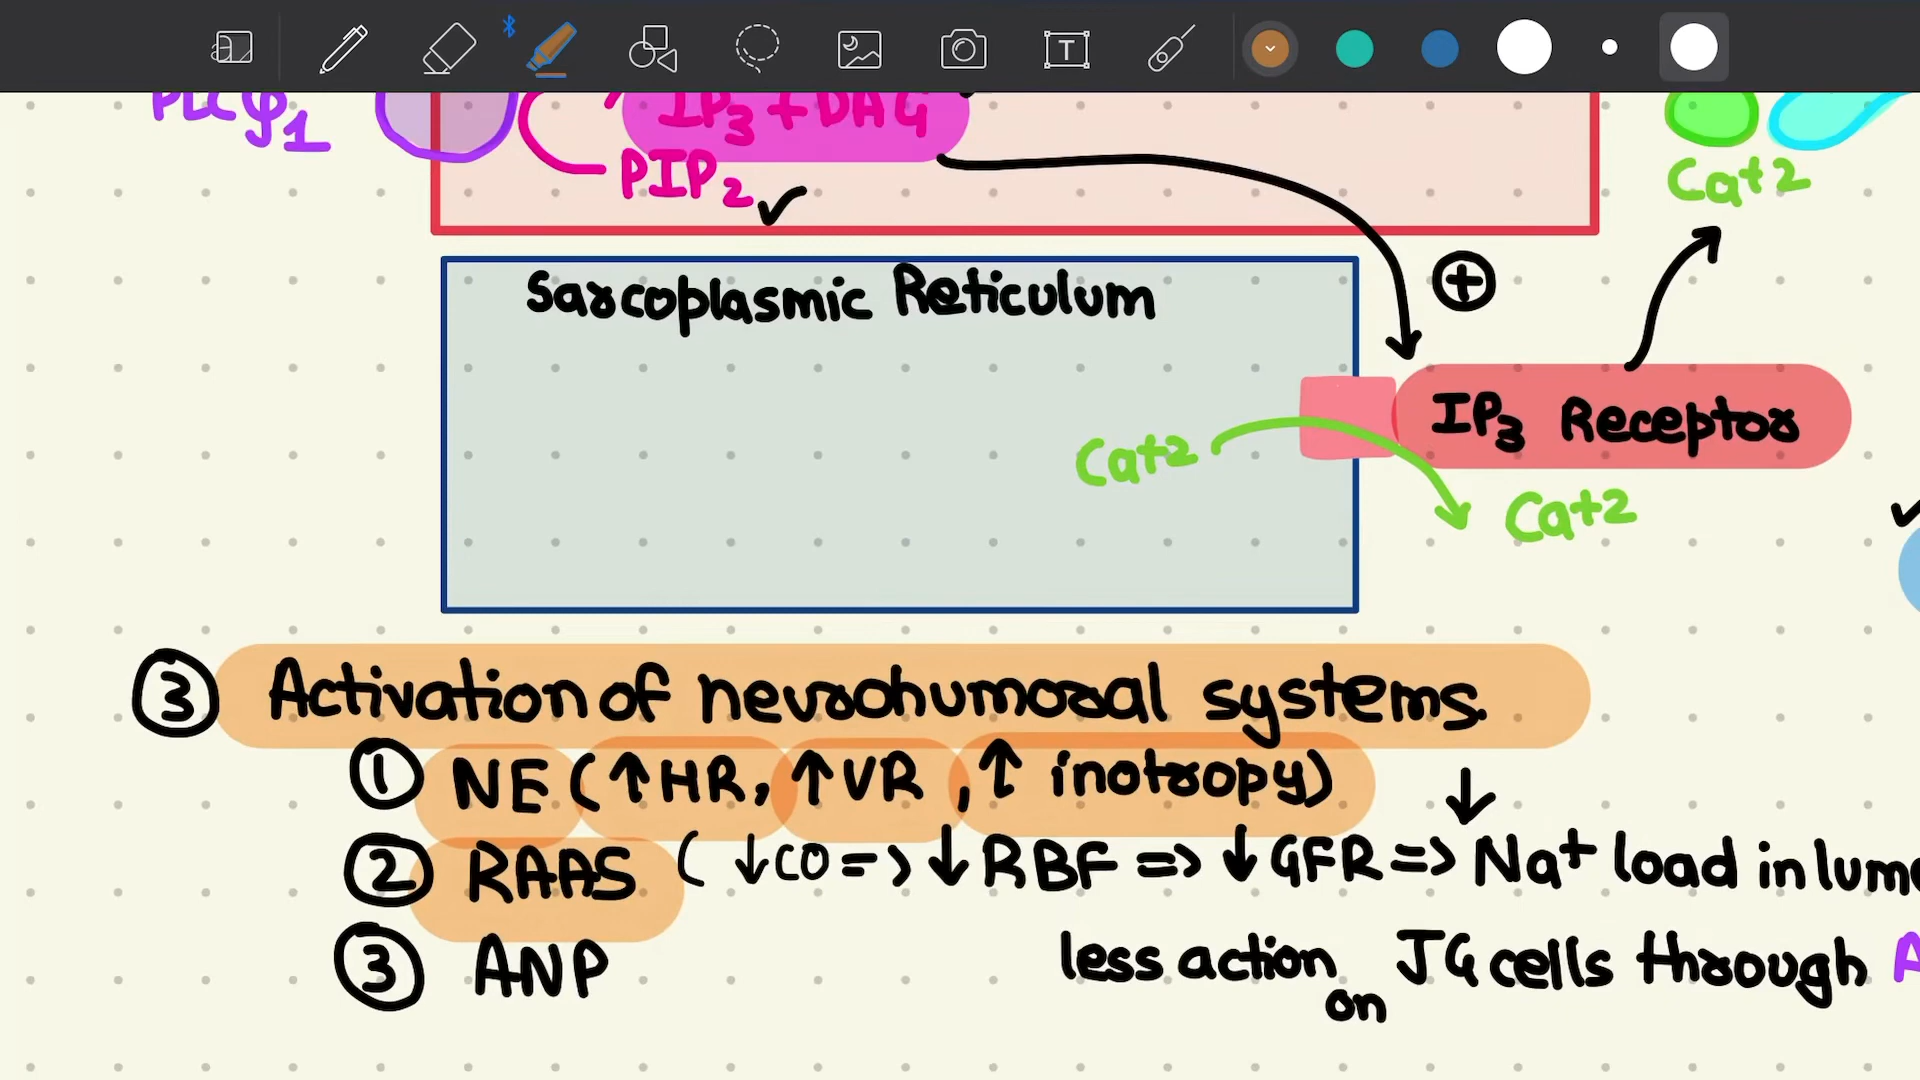 IP3 + DAG
PIP2
Ca+2
Sarcoplasmic Reticulum
IP3 Receptor
Ca+2
Ca+2
③ Activation of neurohumoral systems.
① NE (↑HR, ↑VR, ↑ inotropy)
② RAAS ( ↓CO => ↓RBF => ↓GFR => ↓ Na+ load in
③ ANP
less action on JG cells through